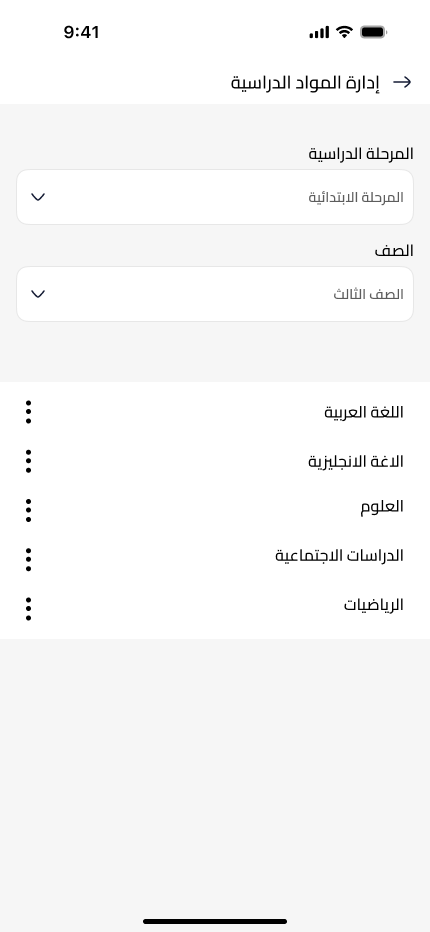 9:41
إدارة المواد الدراسية
المرحلة الدراسية
المرحلة الابتدائية
الصف
الصف الثالث
اللغة العربية
الاغة الانجليزية
العلوم
الدراسات الاجتماعية
الرياضيات